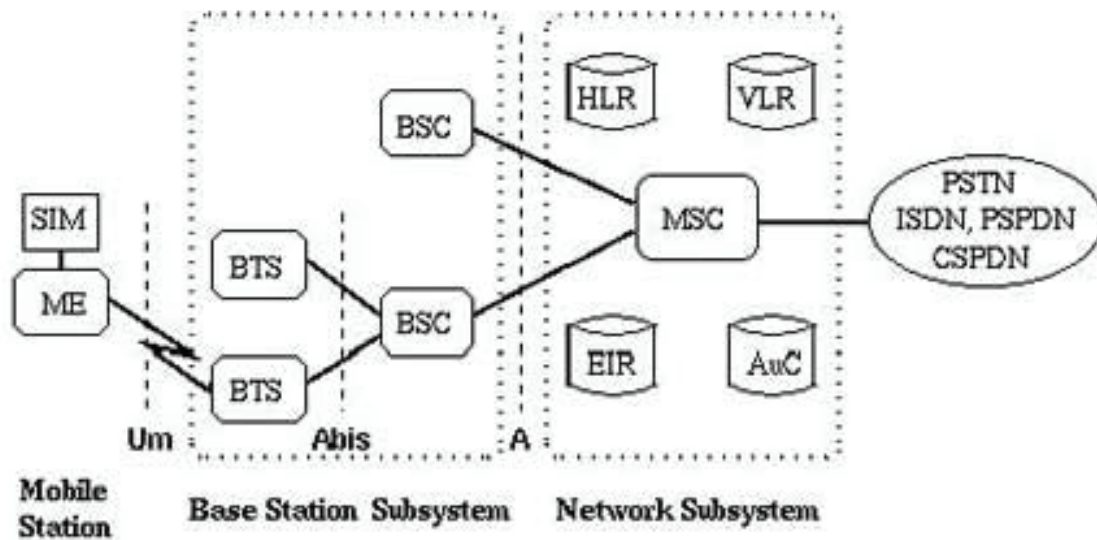 HLR
VLR
BSC
SIM
ME
BTS
BSC
BTS
MSC
PSTN
ISDN, PSPDN
CSPDN
EIR
AuC
Um
Abis
A
Mobile
Station
Base Station Subsystem
Network Subsystem